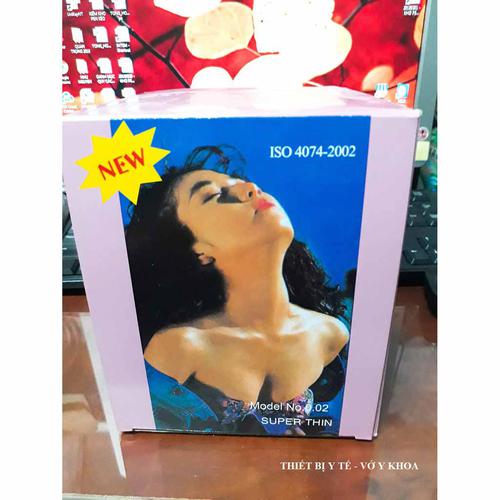 NEW
ISO 4074-2002
Model No.0.02
SUPER THIN
THIẾT BỊ Y TẾ - VỚ Y KHOA